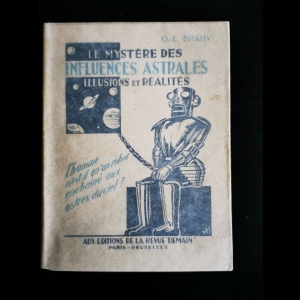 G.-L. BRAHY
LE MYSTÈRE DES
INFLUENCES ASTRALES
ILLUSIONS ET RÉALITÉS
L'homme
n'est-il qu'un robot
enchaîné aux
astres du ciel ?
AUX ÉDITIONS DE LA REVUE "DEMAIN"
PARIS - BRUXELLES